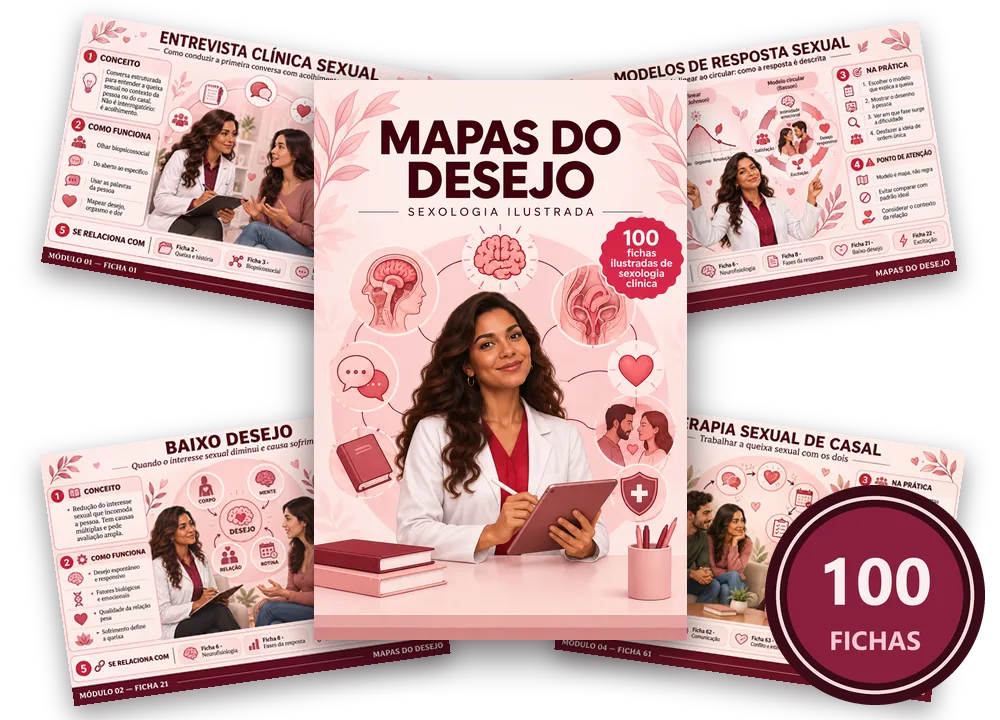 ENTREVISTA CLÍNICA SEXUAL
Como conduzir a primeira conversa com acolhim
1 CONCEITO
Conversa estruturada
para entender a queixa
sexual no contexto da
pessoa ou do casal.
Não é interrogatório:
é acolhimento.
2 COMO FUNCIONA
Olhar biopsicossocial
Do aberto ao específico
Usar as palavras
da pessoa
Mapear desejo,
orgasmo e dor
5 SE RELACIONA COM
Ficha 2 -
Queixa e história
Ficha 3 -
Biopsicossocial
MÓDULO 01 — FICHA 01
MODELOS DE RESPOSTA SEXUAL
linear ao circular: como a resposta é descrita
Johnson)
Orgasmo
Modelo circular
(Basson)
Intimidade
emocional
Desejo
responsivo
Excitação
Satisfação
3 NA PRÁTICA
1. Escolher o modelo
que explica a queixa
2. Mostrar o desenho
à pessoa
3. Ver em que fase surge
a dificuldade
4. Desfazer a ideia de
ordem única
4 PONTO DE ATENÇÃO
Modelo é mapa, não regra
Evitar comparar com
padrão ideal
Considerar o contexto
da relação
Ficha 6 -
Neurofisiologia
Ficha 8 -
Fases da resposta
Ficha 21 -
Baixo desejo
Ficha 22 -
Excitação
MAPAS DO DESEJO
MAPAS DO
DESEJO
SEXOLOGIA ILUSTRADA
100
fichas
ilustradas de
sexologia
clínica
BAIXO DESEJO
Quando o interesse sexual diminui e causa sofrim
1 CONCEITO
Redução do interesse
sexual que incomoda
a pessoa. Tem causas
múltiplas e pede
avaliação ampla.
2 COMO FUNCIONA
Desejo espontâneo
e responsivo
Fatores biológicos
e emocionais
Qualidade da relação
pesa
Sofrimento define
a queixa
CORPO
MENTE
DESEJO
RELAÇÃO
ROTINA
5 SE RELACIONA COM
Ficha 6 -
Neurofisiologia
Ficha 8 -
Fases da resposta
MAPAS DO DESEJO
MÓDULO 02 — FICHA 21
ERAPIA SEXUAL DE CASAL
Trabalhar a queixa sexual com os dois
3 NA PRÁTICA
Ficha 62 -
Comunicação
Ficha 63 -
MÓDULO 04 — FICHA 61
100
FICHAS